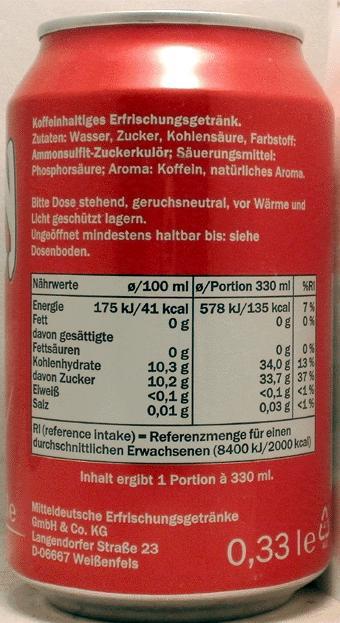 Koffeinhaltiges Erfrischungsgetränk.
Zutaten: Wasser, Zucker, Kohlensäure, Farbstoff:
Ammonsulfit-Zuckerkulör; Säuerungsmittel:
Phosphorsäure; Aroma: Koffein, natürliches Aroma.
Bitte Dose stehend, geruchsneutral, vor Wärme und
Licht geschützt lagern.
Ungeöffnet mindestens haltbar bis: siehe
Dosenboden.
Nährwerte ø/100 ml ø/Portion 330 ml %RI
Energie 175 kJ/41 kcal 578 kJ/135 kcal 7%
Fett 0 g 0 g 0%
davon gesättigte
Fettsäuren 0 g 0 g 0%
Kohlenhydrate 10,3 g 34,0 g 13%
davon Zucker 10,2 g 33,7 g 37%
Eiweiß <0,1 g <0,1 g <1%
Salz 0,01 g 0,03 g <1%
RI (reference intake) = Referenzmenge für einen
durchschnittlichen Erwachsenen (8400 kJ/2000 kcal)
Inhalt ergibt 1 Portion à 330 ml.
Mitteldeutsche Erfrischungsgetränke
GmbH & Co. KG
Langendorfer Straße 23
D-06667 Weißenfels
0,33 l e